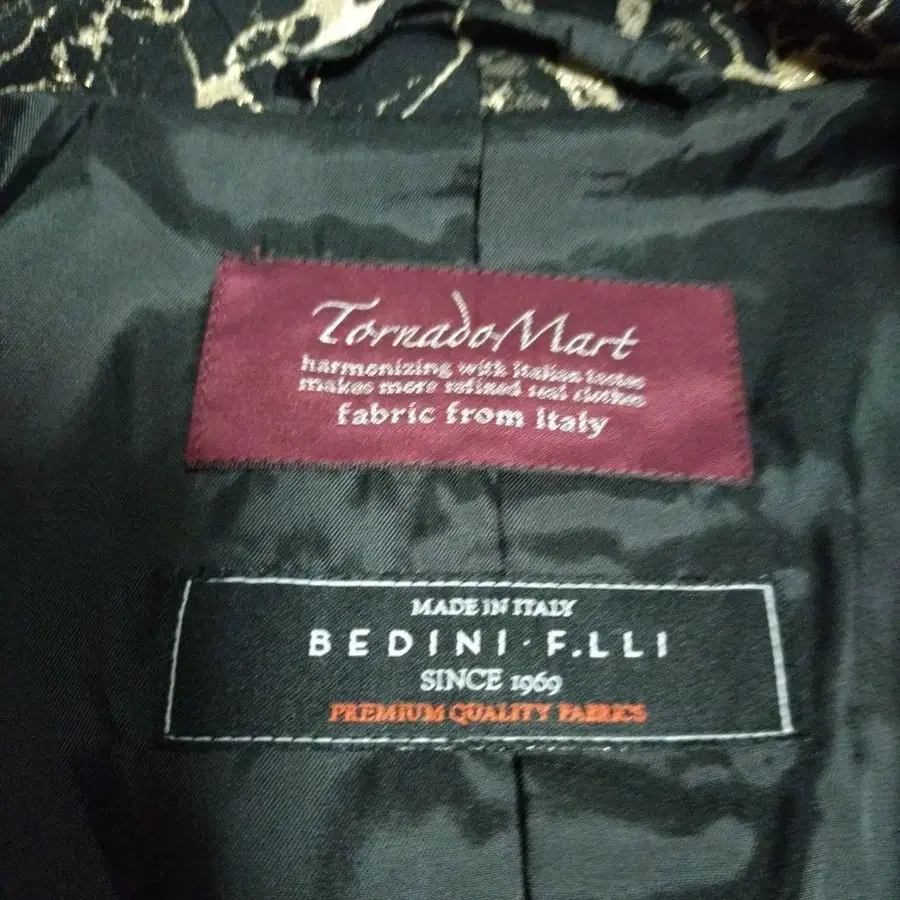 TornadoMart
harmonizing with italian tastes
makes more refined real clothes
fabric from italy
MADE IN ITALY
BEDINI · F.LLI
SINCE 1969
PREMIUM QUALITY FABRICS